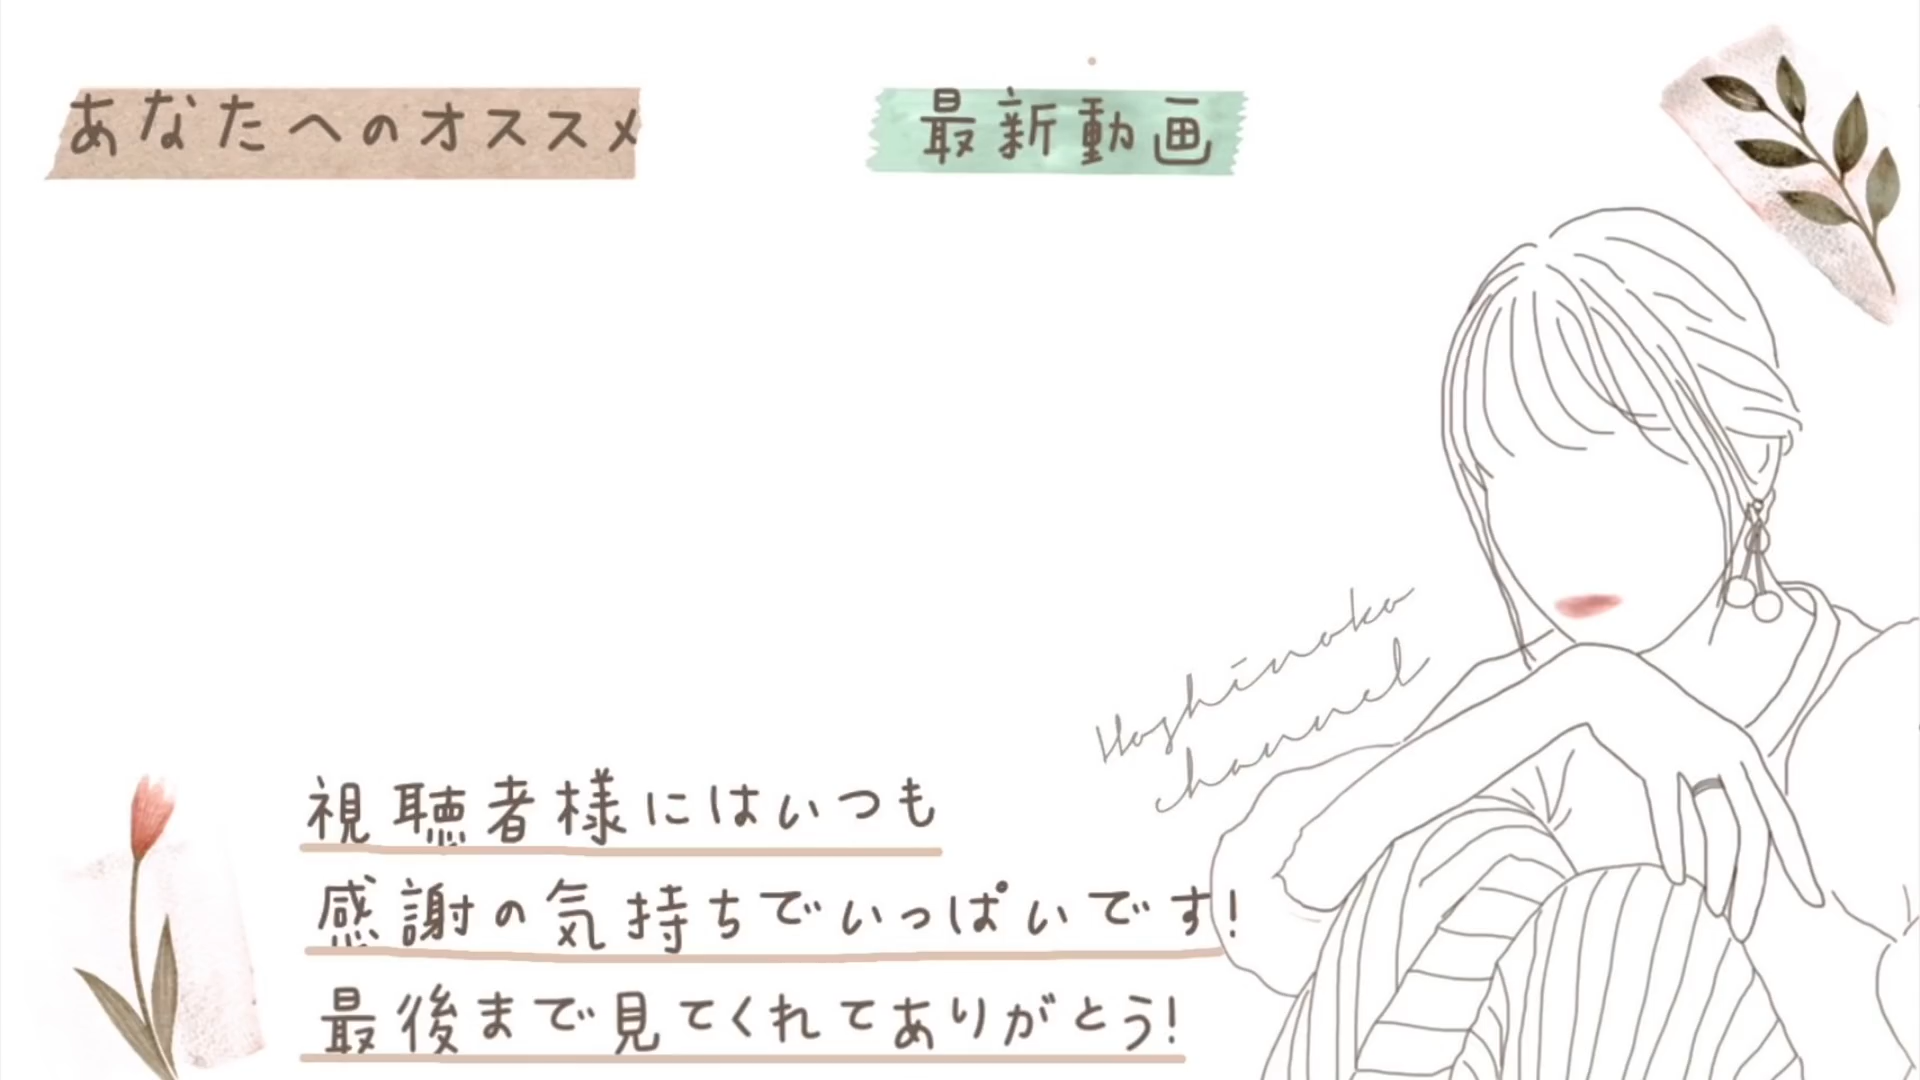 あなたへのオススメ
最新動画
Hoshinoko
channel
視聴者様にはいつも
感謝の気持ちでいっぱいです!
最後まで見てくれてありがとう!